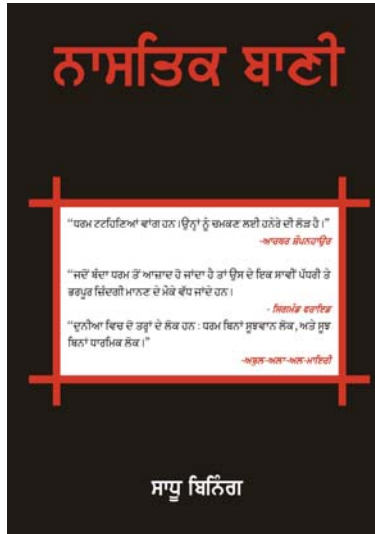 ਨਾਸਤਿਕ ਬਾਣੀ
“ਧਰਮ ਟਟਹਿਣਿਆਂ ਵਾਂਗ ਹਨ।ਉਨ੍ਹਾਂ ਨੂੰ ਚਮਕਣ ਲਈ ਹਨੇਰੇ ਦੀ ਲੋੜ ਹੈ।”
-ਆਰਥਰ ਸ਼ੋਪਨਹਾਉਰ
“ਜਦੋਂ ਬੰਦਾ ਧਰਮ ਤੋਂ ਆਜ਼ਾਦ ਹੋ ਜਾਂਦਾ ਹੈ ਤਾਂ ਉਸ ਦੇ ਇਕ ਸਾਵੀਂ ਪੱਧਰੀ ਤੇ
ਭਰਪੂਰ ਜ਼ਿੰਦਗੀ ਮਾਨਣ ਦੇ ਮੌਕੇ ਵੱਧ ਜਾਂਦੇ ਹਨ।
- ਸਿਗਮੰਡ ਫਰਾਇਡ
“ਦੁਨੀਆ ਵਿਚ ਦੋ ਤਰ੍ਹਾਂ ਦੇ ਲੋਕ ਹਨ : ਧਰਮ ਬਿਨਾਂ ਸੂਝਵਾਨ ਲੋਕ, ਅਤੇ ਸੂਝ
ਬਿਨਾਂ ਧਾਰਮਿਕ ਲੋਕ।”
-ਅਬੁਲ-ਅਲਾ-ਅਲ-ਮਾਇਰੀ
ਸਾਧੂ ਬਿਨਿੰਗ